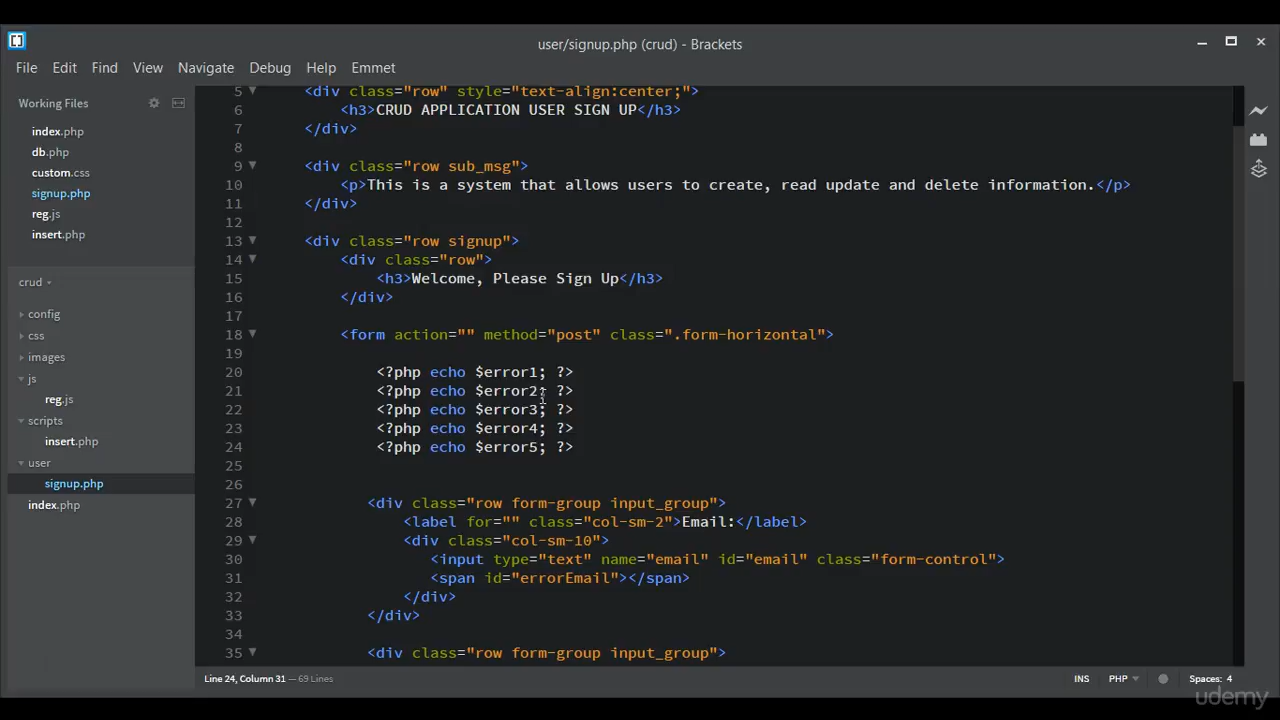 user/signup.php (crud) - Brackets
File Edit Find View Navigate Debug Help Emmet
Working Files
index.php
db.php
custom.css
signup.php
reg.js
insert.php
crud
config
css
images
js
reg.js
scripts
insert.php
user
signup.php
index.php
5 <div class="row" style="text-align:center;">
6 <h3>CRUD APPLICATION USER SIGN UP</h3>
7 </div>
8
9 <div class="row sub_msg">
10 <p>This is a system that allows users to create, read update and delete information.</p>
11 </div>
12
13 <div class="row signup">
14 <div class="row">
15 <h3>Welcome, Please Sign Up</h3>
16 </div>
17
18 <form action="" method="post" class=".form-horizontal">
19
20 <?php echo $error1; ?>
21 <?php echo $error2; ?>
22 <?php echo $error3; ?>
23 <?php echo $error4; ?>
24 <?php echo $error5; ?>
25
26
27 <div class="row form-group input_group">
28 <label for="" class="col-sm-2">Email:</label>
29 <div class="col-sm-10">
30 <input type="text" name="email" id="email" class="form-control">
31 <span id="errorEmail"></span>
32 </div>
33 </div>
34
35 <div class="row form-group input_group">
Line 24, Column 31 — 69 Lines
INS PHP Spaces: 4
udemy